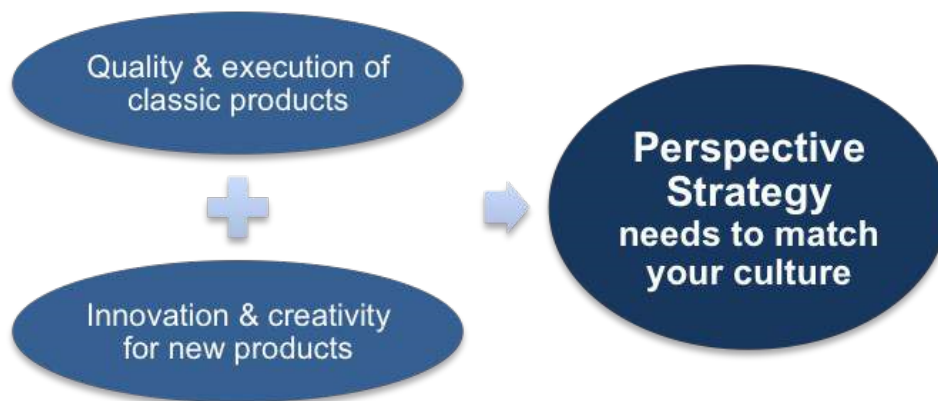 Quality & execution of
classic products
Innovation & creativity
for new products
Perspective
Strategy
needs to match
your culture